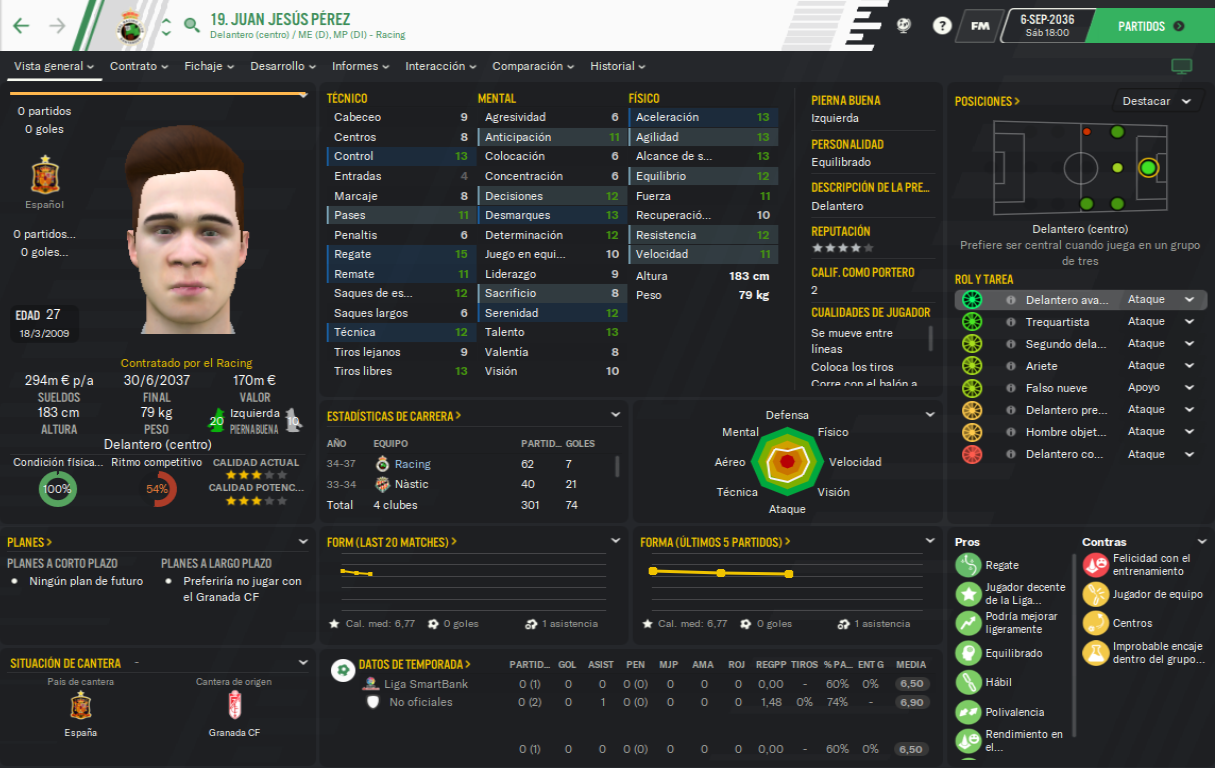 19. JUAN JESÚS PÉREZ
Delantero (centro) / ME (D), MP (DI) - Racing
FM
6-SEP-2036
Sáb 18:00
PARTIDOS
Vista general
Contrato
Fichaje
Desarrollo
Informes
Interacción
Comparación
Historial
0 partidos
0 goles
Español
0 partidos...
0 goles...
EDAD 27
18/3/2009
Contratado por el Racing
294m € p/a
SUELDOS
30/6/2037
FINAL
170m €
VALOR
183 cm
ALTURA
79 kg
PESO
20
Izquierda
PIERNABUENA
10
Delantero (centro)
Condición física...
100%
Ritmo competitivo
54%
CALIDAD ACTUAL
CALIDAD POTENC...
TÉCNICO
Cabeceo 9
Centros 8
Control 13
Entradas 4
Marcaje 8
Pases 11
Penaltis 6
Regate 15
Remate 11
Saques de es... 12
Saques largos 6
Técnica 12
Tiros lejanos 9
Tiros libres 13
MENTAL
Agresividad 6
Anticipación 11
Colocación 6
Concentración 6
Decisiones 12
Desmarques 13
Determinación 12
Juego en equi... 10
Liderazgo 9
Sacrificio 8
Serenidad 12
Talento 13
Valentía 8
Visión 10
FÍSICO
Aceleración 13
Agilidad 13
Alcance de s... 13
Equilibrio 12
Fuerza 11
Recuperació... 10
Resistencia 12
Velocidad 11
Altura 183 cm
Peso 79 kg
PIERNA BUENA
Izquierda
PERSONALIDAD
Equilibrado
DESCRIPCIÓN DE LA PRE...
Delantero
REPUTACIÓN
CALIF. COMO PORTERO
2
CUALIDADES DE JUGADOR
Se mueve entre
líneas
Coloca los tiros
Corre con el balón a
POSICIONES >
Destacar
Delantero (centro)
Prefiere ser central cuando juega en un grupo
de tres
ROL Y TAREA
Delantero ava... Ataque
Trequartista Ataque
Segundo dela... Ataque
Ariete Ataque
Falso nueve Apoyo
Delantero pre... Ataque
Hombre objet... Ataque
Delantero co... Ataque
ESTADÍSTICAS DE CARRERA >
AÑO EQUIPO PARTID... GOLES
34-37 Racing 62 7
33-34 Nàstic 40 21
Total 4 clubes 301 74
Defensa
Mental Físico
Aéreo Velocidad
Técnica Visión
Ataque
PLANES >
PLANES A CORTO PLAZO
Ningún plan de futuro
PLANES A LARGO PLAZO
Preferiría no jugar con
el Granada CF
FORM (LAST 20 MATCHES) >
Cal. med: 6,77 0 goles 1 asistencia
FORMA (ÚLTIMOS 5 PARTIDOS) >
Cal. med: 6,77 0 goles 1 asistencia
Pros
Regate
Jugador decente
de la Liga...
Podría mejorar
ligeramente
Equilibrado
Hábil
Polivalencia
Rendimiento en
el...
Contras
Felicidad con el
entrenamiento
Jugador de equipo
Centros
Improbable encaje
dentro del grupo...
SITUACIÓN DE CANTERA -
País de cantera
España
Cantera de origen
Granada CF
DATOS DE TEMPORADA > PARTID... GOL ASIST PEN MJP AMA ROJ REGPP TIROS % PA... ENT G MEDIA
Liga SmartBank 0 (1) 0 0 0 (0) 0 0 0 0,00 - 60% 0% 6,50
No oficiales 0 (2) 0 1 0 (0) 0 0 0 1,48 0% 74% - 6,90
0 (1) 0 0 0 (0) 0 0 0 0,00 - 60% 0% 6,50